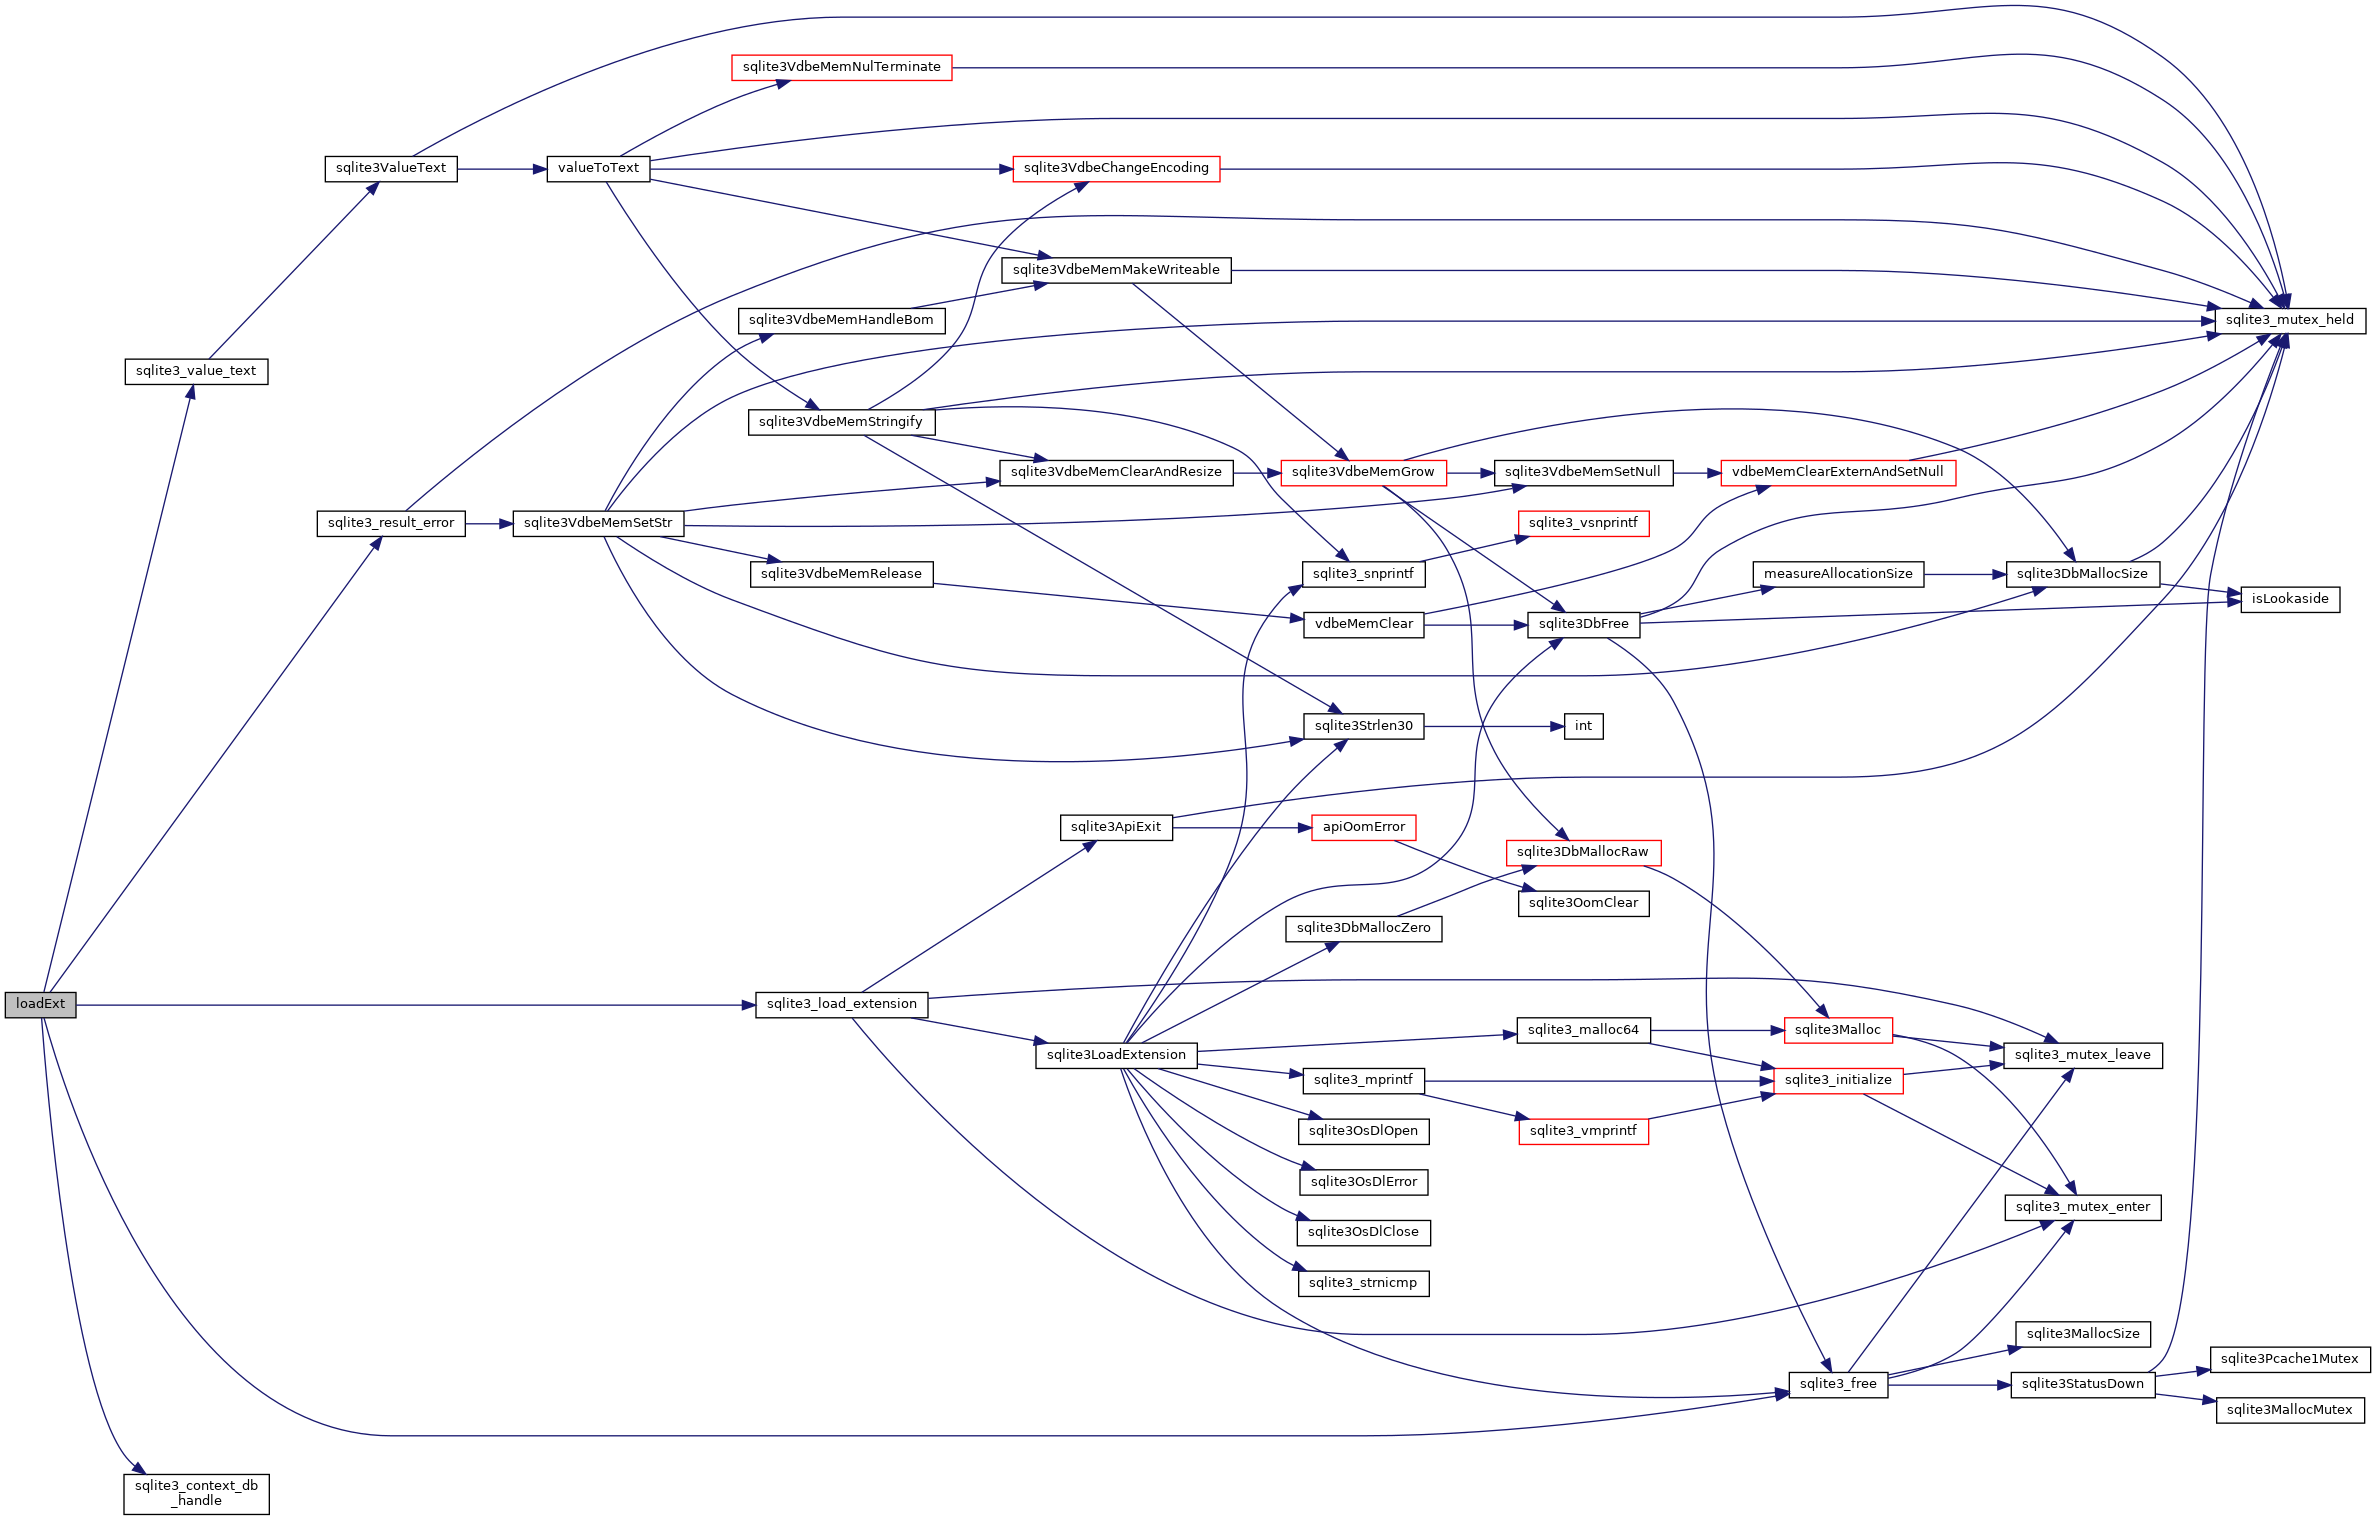 sqlite3VdbeMemNulTerminate
sqlite3ValueText
valueToText
sqlite3VdbeChangeEncoding
sqlite3VdbeMemMakeWriteable
sqlite3VdbeMemHandleBom
sqlite3_mutex_held
sqlite3_value_text
sqlite3VdbeMemStringify
sqlite3VdbeMemClearAndResize
sqlite3VdbeMemGrow
sqlite3VdbeMemSetNull
vdbeMemClearExternAndSetNull
sqlite3_result_error
sqlite3VdbeMemSetStr
sqlite3_vsnprintf
sqlite3VdbeMemRelease
sqlite3_snprintf
measureAllocationSize
sqlite3DbMallocSize
isLookaside
vdbeMemClear
sqlite3DbFree
sqlite3Strlen30
int
sqlite3ApiExit
apiOomError
sqlite3DbMallocRaw
sqlite3OomClear
sqlite3DbMallocZero
loadExt
sqlite3_load_extension
sqlite3_malloc64
sqlite3Malloc
sqlite3LoadExtension
sqlite3_mutex_leave
sqlite3_mprintf
sqlite3_initialize
sqlite3OsDlOpen
sqlite3_vmprintf
sqlite3OsDlError
sqlite3_mutex_enter
sqlite3OsDlClose
sqlite3_strnicmp
sqlite3MallocSize
sqlite3Pcache1Mutex
sqlite3_free
sqlite3StatusDown
sqlite3MallocMutex
sqlite3_context_db
_handle